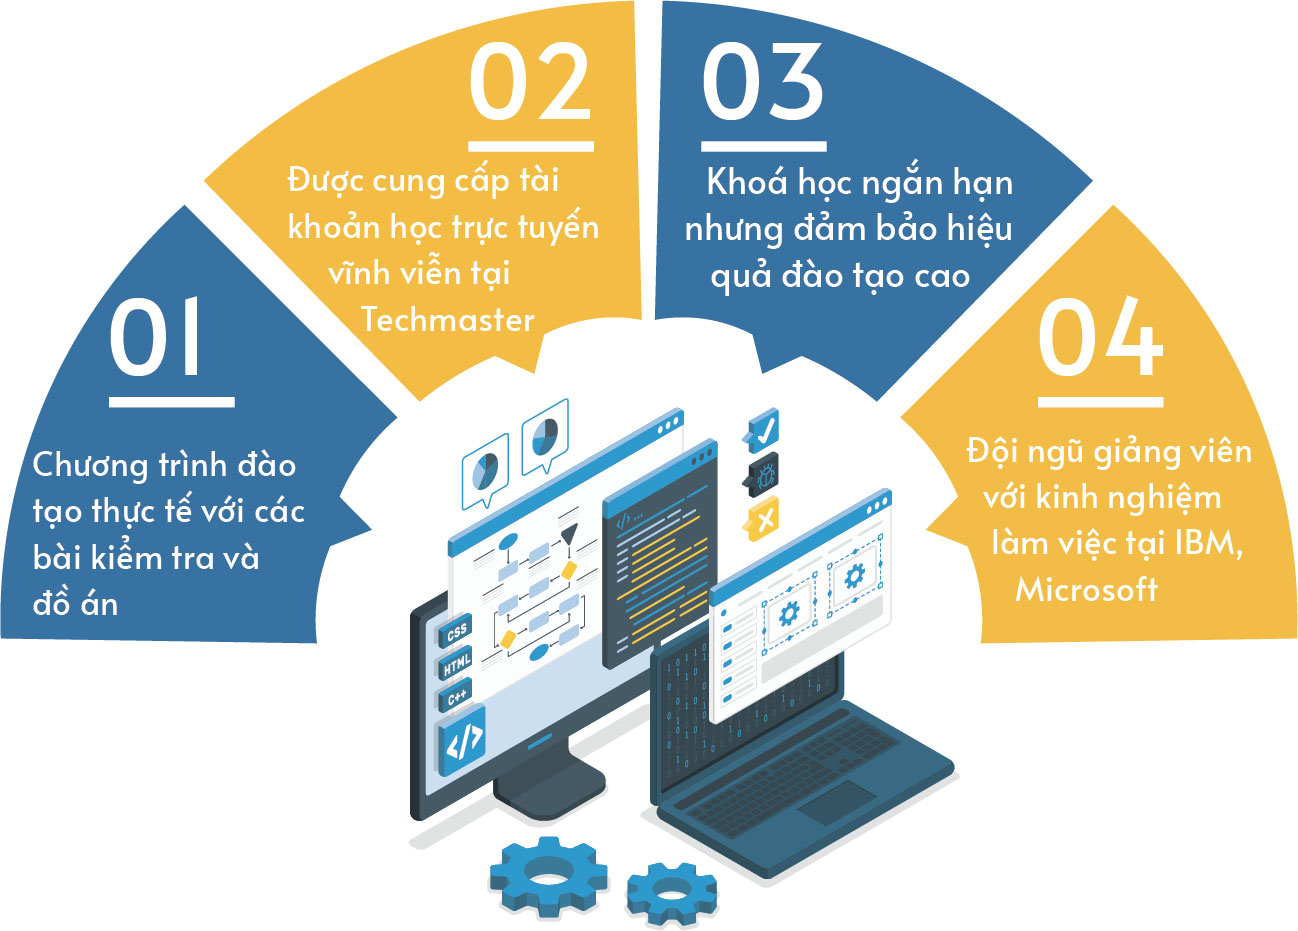 01
Chương trình đào
tạo thực tế với các
bài kiểm tra và
đồ án
02
Được cung cấp tài
khoản học trực tuyến
vĩnh viễn tại
Techmaster
03
Khoá học ngắn hạn
nhưng đảm bảo hiệu
quả đào tạo cao
04
Đội ngũ giảng viên
với kinh nghiệm
làm việc tại IBM,
Microsoft
CSS
HTML
C++
</>
</> ...